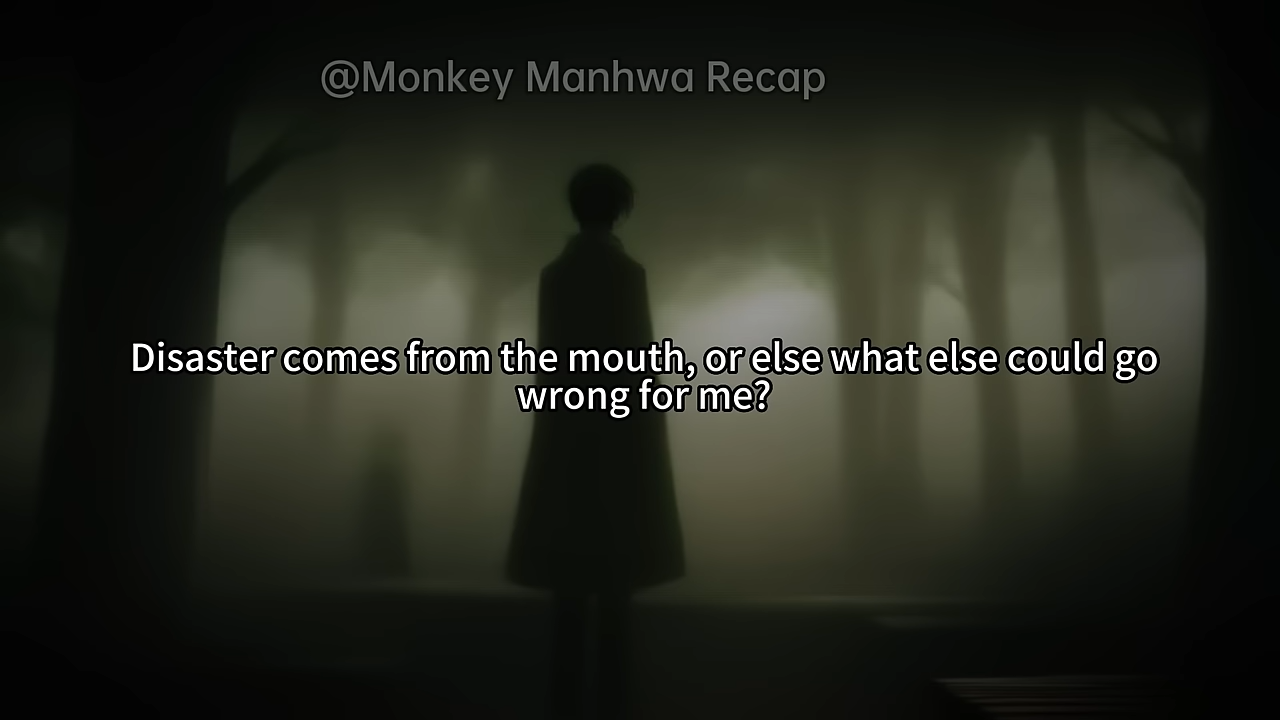 @Monkey Manhwa Recap
Disaster comes from the mouth, or else what else could go
wrong for me?